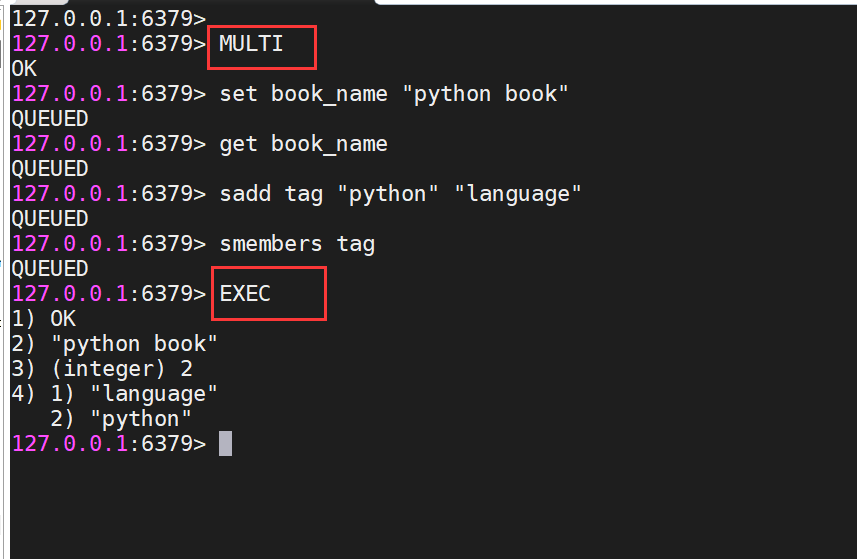 127.0.0.1:6379>
127.0.0.1:6379> MULTI
OK
127.0.0.1:6379> set book_name "python book"
QUEUED
127.0.0.1:6379> get book_name
QUEUED
127.0.0.1:6379> sadd tag "python" "language"
QUEUED
127.0.0.1:6379> smembers tag
QUEUED
127.0.0.1:6379> EXEC
1) OK
2) "python book"
3) (integer) 2
4) 1) "language"
   2) "python"
127.0.0.1:6379>